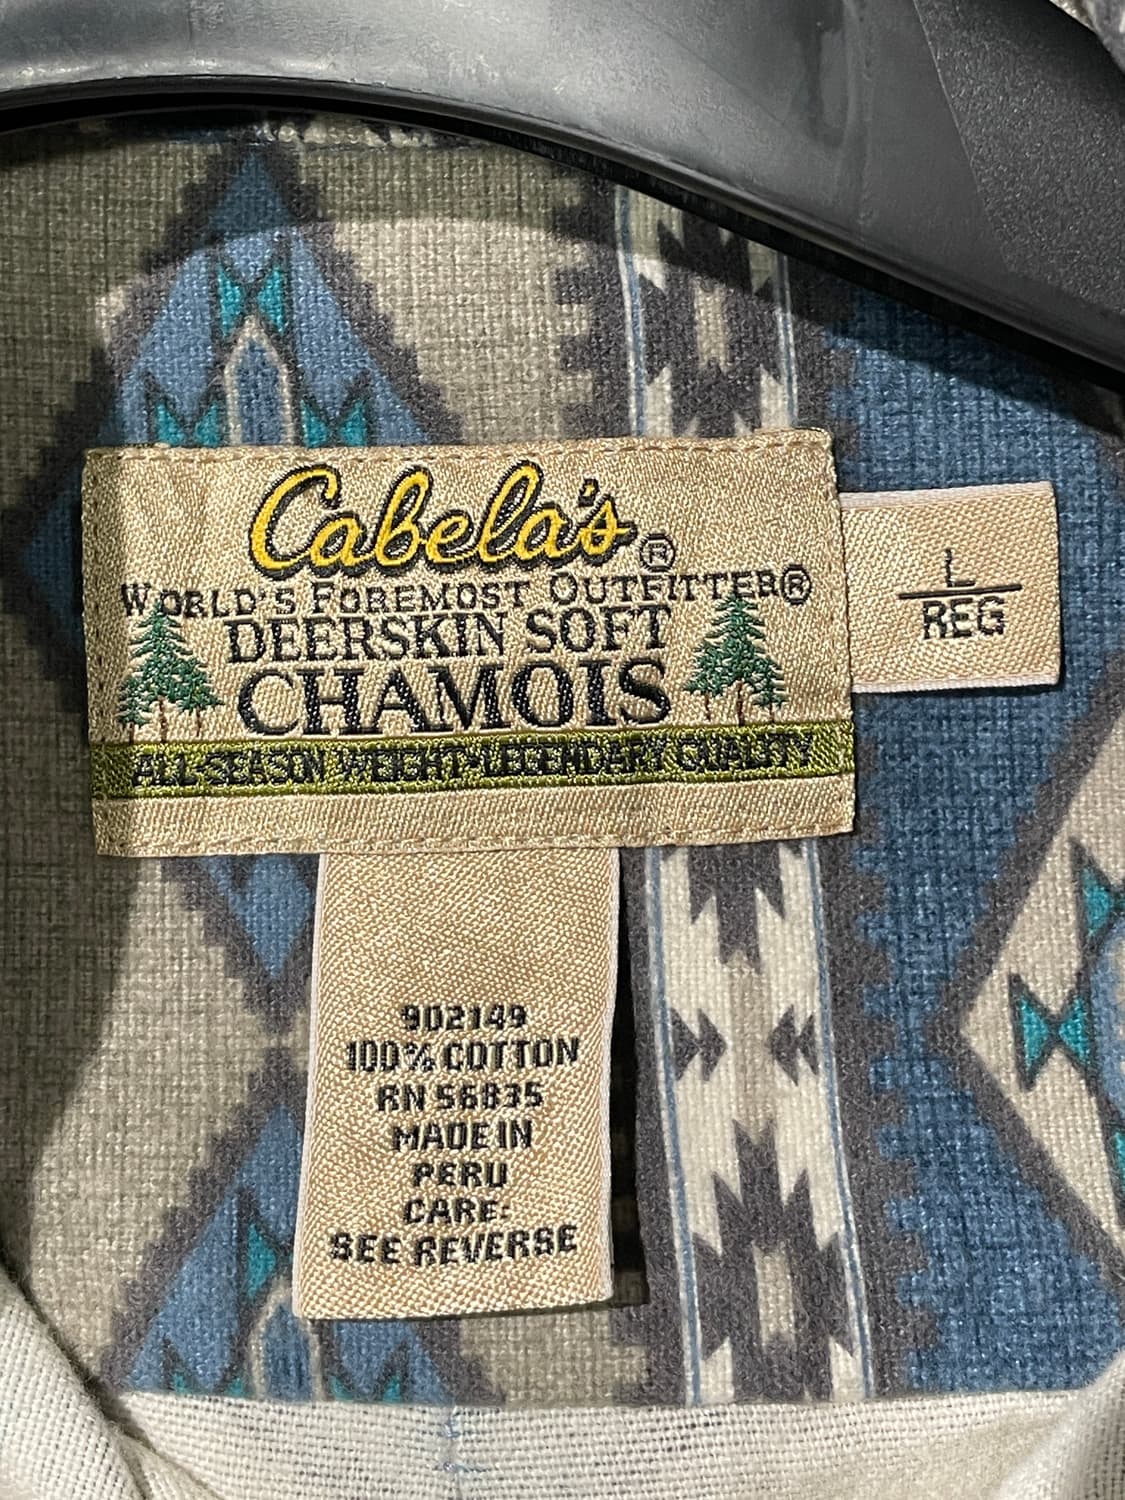 Cabela's®
WORLD'S FOREMOST OUTFITTER®
DEERSKIN SOFT
CHAMOIS
ALL-SEASON WEIGHT•LEGENDARY QUALITY
L
REG
902149
100% COTTON
RN 56835
MADE IN
PERU
CARE:
SEE REVERSE